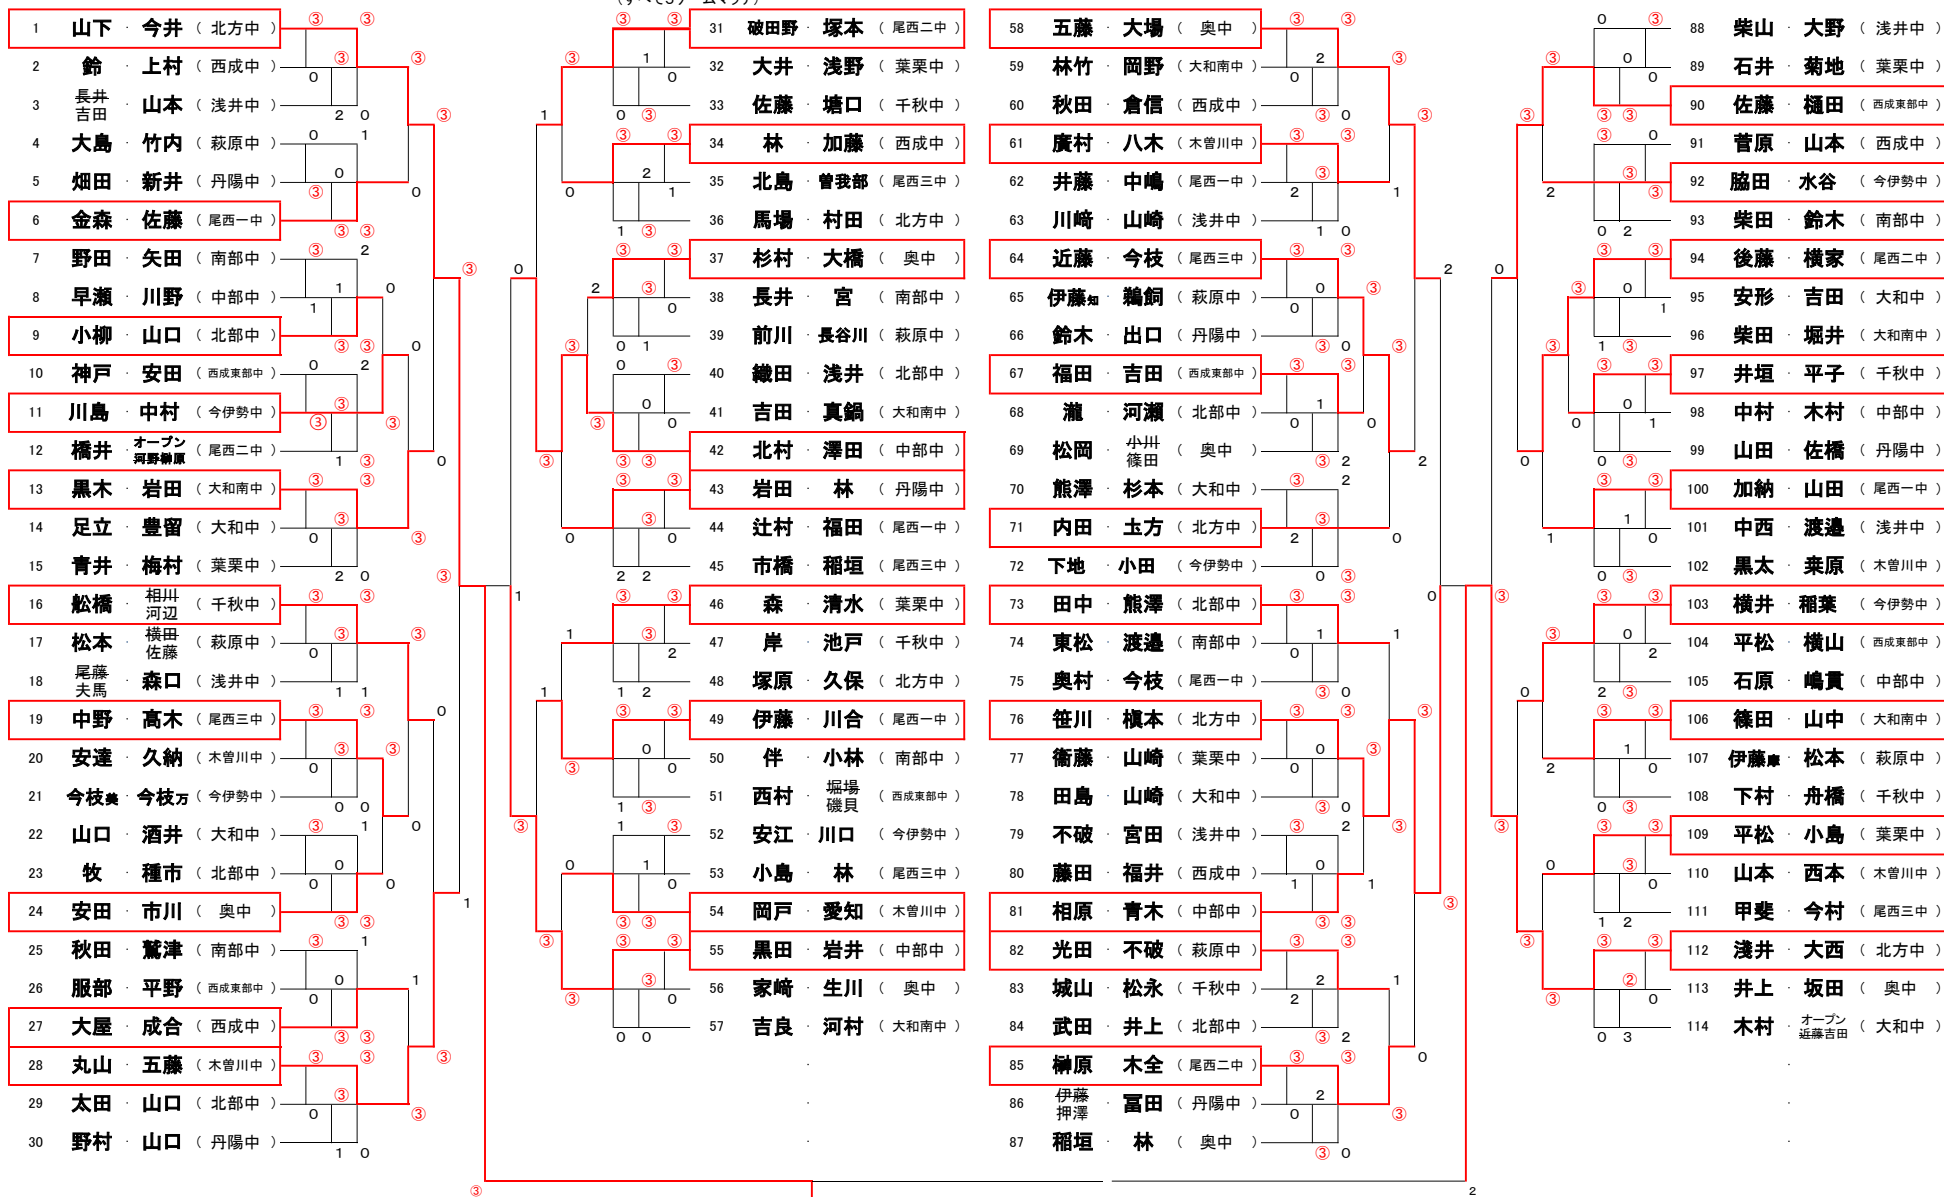 1 山下 · 今井 ( 北方中 )
2 鈴 · 上村 ( 西成中 )
3 長井 吉田 · 山本 ( 浅井中 )
4 大島 · 竹内 ( 萩原中 )
5 畑田 · 新井 ( 丹陽中 )
6 金森 · 佐藤 ( 尾西一中 )
7 野田 · 矢田 ( 南部中 )
8 早瀬 · 川野 ( 中部中 )
9 小柳 · 山口 ( 北部中 )
10 神戸 · 安田 ( 西成東部中 )
11 川島 · 中村 ( 今伊勢中 )
12 橋井 · オープン 河野榊原 ( 尾西二中 )
13 黒木 · 岩田 ( 大和南中 )
14 足立 · 豊留 ( 大和中 )
15 青井 · 梅村 ( 葉栗中 )
16 舩橋 · 相川 河辺 ( 千秋中 )
17 松本 · 横田 佐藤 ( 萩原中 )
18 尾藤 夫馬 · 森口 ( 浅井中 )
19 中野 · 高木 ( 尾西三中 )
20 安達 · 久納 ( 木曽川中 )
21 今枝美 · 今枝万 ( 今伊勢中 )
22 山口 · 酒井 ( 大和中 )
23 牧 · 種市 ( 北部中 )
24 安田 · 市川 ( 奥中 )
25 秋田 · 鷲津 ( 南部中 )
26 服部 · 平野 ( 西成東部中 )
27 大屋 · 成合 ( 西成中 )
28 丸山 · 五藤 ( 木曽川中 )
29 太田 · 山口 ( 北部中 )
30 野村 · 山口 ( 丹陽中 )
31 破田野 · 塚本 ( 尾西二中 )
32 大井 · 浅野 ( 葉栗中 )
33 佐藤 · 塘口 ( 千秋中 )
34 林 · 加藤 ( 西成中 )
35 北島 · 曽我部 ( 尾西三中 )
36 馬場 · 村田 ( 北方中 )
37 杉村 · 大橋 ( 奥中 )
38 長井 · 宮 ( 南部中 )
39 前川 · 長谷川 ( 萩原中 )
40 織田 · 浅井 ( 北部中 )
41 吉田 · 真鍋 ( 大和南中 )
42 北村 · 澤田 ( 中部中 )
43 岩田 · 林 ( 丹陽中 )
44 辻村 · 福田 ( 尾西一中 )
45 市橋 · 稲垣 ( 尾西三中 )
46 森 · 清水 ( 葉栗中 )
47 岸 · 池戸 ( 千秋中 )
48 塚原 · 久保 ( 北方中 )
49 伊藤 · 川合 ( 尾西一中 )
50 伴 · 小林 ( 南部中 )
51 西村 · 堀場 磯貝 ( 西成東部中 )
52 安江 · 川口 ( 今伊勢中 )
53 小島 · 林 ( 尾西三中 )
54 岡戸 · 愛知 ( 木曽川中 )
55 黒田 · 岩井 ( 中部中 )
56 家﨑 · 生川 ( 奥中 )
57 吉良 · 河村 ( 大和南中 )
58 五藤 · 大場 ( 奥中 )
59 林竹 · 岡野 ( 大和南中 )
60 秋田 · 倉信 ( 西成中 )
61 廣村 · 八木 ( 木曽川中 )
62 井藤 · 中嶋 ( 尾西一中 )
63 川﨑 · 山崎 ( 浅井中 )
64 近藤 · 今枝 ( 尾西三中 )
65 伊藤知 · 鵜飼 ( 萩原中 )
66 鈴木 · 出口 ( 丹陽中 )
67 福田 · 吉田 ( 西成東部中 )
68 瀧 · 河瀬 ( 北部中 )
69 松岡 · 小川 篠田 ( 奥中 )
70 熊澤 · 杉本 ( 大和中 )
71 内田 · 圡方 ( 北方中 )
72 下地 · 小田 ( 今伊勢中 )
73 田中 · 熊澤 ( 北部中 )
74 東松 · 渡邉 ( 南部中 )
75 奥村 · 今枝 ( 尾西一中 )
76 笹川 · 槇本 ( 北方中 )
77 衞藤 · 山崎 ( 葉栗中 )
78 田島 · 山崎 ( 大和中 )
79 不破 · 宮田 ( 浅井中 )
80 藤田 · 福井 ( 西成中 )
81 相原 · 青木 ( 中部中 )
82 光田 · 不破 ( 萩原中 )
83 城山 · 松永 ( 千秋中 )
84 武田 · 井上 ( 北部中 )
85 榊原 木全 ( 尾西二中 )
86 伊藤 押澤 · 冨田 ( 丹陽中 )
87 稲垣 · 林 ( 奥中 )
88 柴山 · 大野 ( 浅井中 )
89 石井 · 菊地 ( 葉栗中 )
90 佐藤 · 樋田 ( 西成東部中 )
91 菅原 · 山本 ( 西成中 )
92 脇田 · 水谷 ( 今伊勢中 )
93 柴田 · 鈴木 ( 南部中 )
94 後藤 · 横家 ( 尾西二中 )
95 安形 · 吉田 ( 大和中 )
96 柴田 · 堀井 ( 大和南中 )
97 井垣 · 平子 ( 千秋中 )
98 中村 · 木村 ( 中部中 )
99 山田 · 佐橋 ( 丹陽中 )
100 加納 · 山田 ( 尾西一中 )
101 中西 · 渡邉 ( 浅井中 )
102 黒太 · 桒原 ( 木曽川中 )
103 横井 · 稲葉 ( 今伊勢中 )
104 平松 · 横山 ( 西成東部中 )
105 石原 · 嶋貫 ( 中部中 )
106 篠田 · 山中 ( 大和南中 )
107 伊藤 · 松本 ( 萩原中 )
108 下村 · 舟橋 ( 千秋中 )
109 平松 · 小島 ( 葉栗中 )
110 山本 · 西本 ( 木曽川中 )
111 甲斐 · 今村 ( 尾西三中 )
112 淺井 · 大西 ( 北方中 )
113 井上 · 坂田 ( 奥中 )
114 木村 · オープン 近藤吉田 ( 大和中 )
③ 2